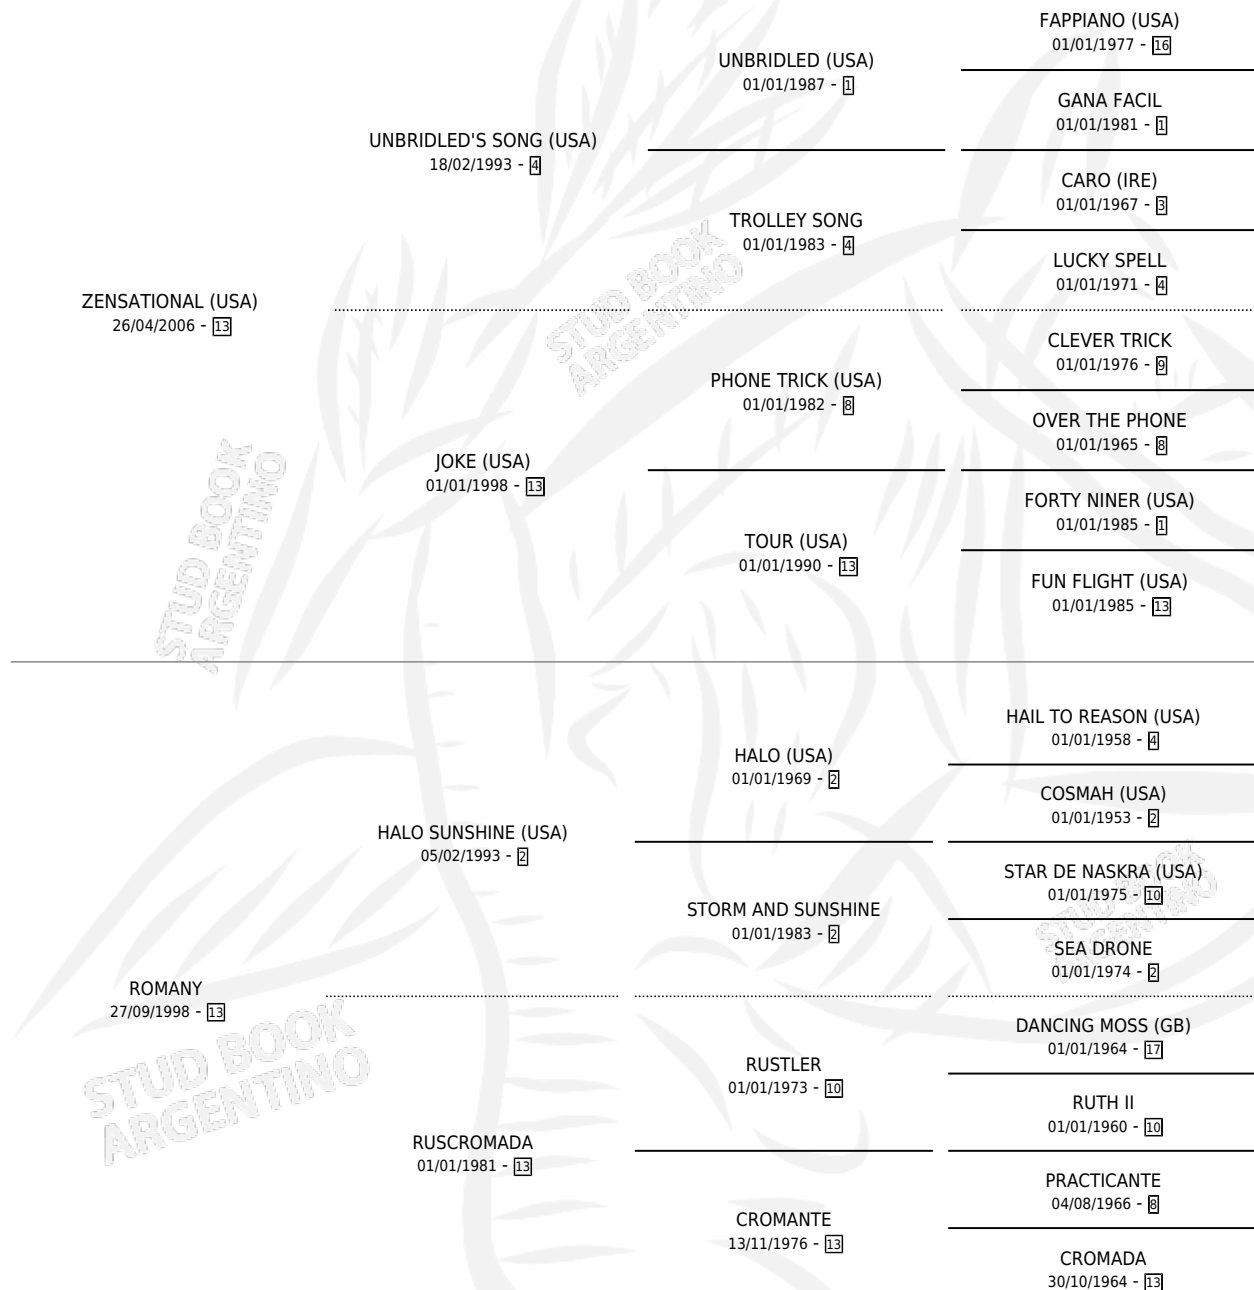 FAPPIANO (USA)
01/01/1977 - 16
UNBRIDLED (USA)
01/01/1987 - 1
GANA FACIL
01/01/1981 - 1
UNBRIDLED'S SONG (USA)
18/02/1993 - 4
CARO (IRE)
01/01/1967 - 3
TROLLEY SONG
01/01/1983 - 4
LUCKY SPELL
01/01/1971 - 4
ZENSATIONAL (USA)
26/04/2006 - 13
CLEVER TRICK
01/01/1976 - 9
PHONE TRICK (USA)
01/01/1982 - 8
OVER THE PHONE
01/01/1965 - 8
JOKE (USA)
01/01/1998 - 13
FORTY NINER (USA)
01/01/1985 - 1
TOUR (USA)
01/01/1990 - 13
FUN FLIGHT (USA)
01/01/1985 - 13
HAIL TO REASON (USA)
01/01/1958 - 4
HALO (USA)
01/01/1969 - 2
COSMAH (USA)
01/01/1953 - 2
HALO SUNSHINE (USA)
05/02/1993 - 2
STAR DE NASKRA (USA)
01/01/1975 - 10
STORM AND SUNSHINE
01/01/1983 - 2
SEA DRONE
01/01/1974 - 2
ROMANY
27/09/1998 - 13
DANCING MOSS (GB)
01/01/1964 - 17
RUSTLER
01/01/1973 - 10
RUTH II
01/01/1960 - 10
RUSCROMADA
01/01/1981 - 13
PRACTICANTE
04/08/1966 - 8
CROMANTE
13/11/1976 - 13
CROMADA
30/10/1964 - 13
STUD BOOK
ARGENTINO
STUD BOOK
ARGENTINO
STUD BOOK
ARGENTINO
STUD BOOK
ARGENTINO